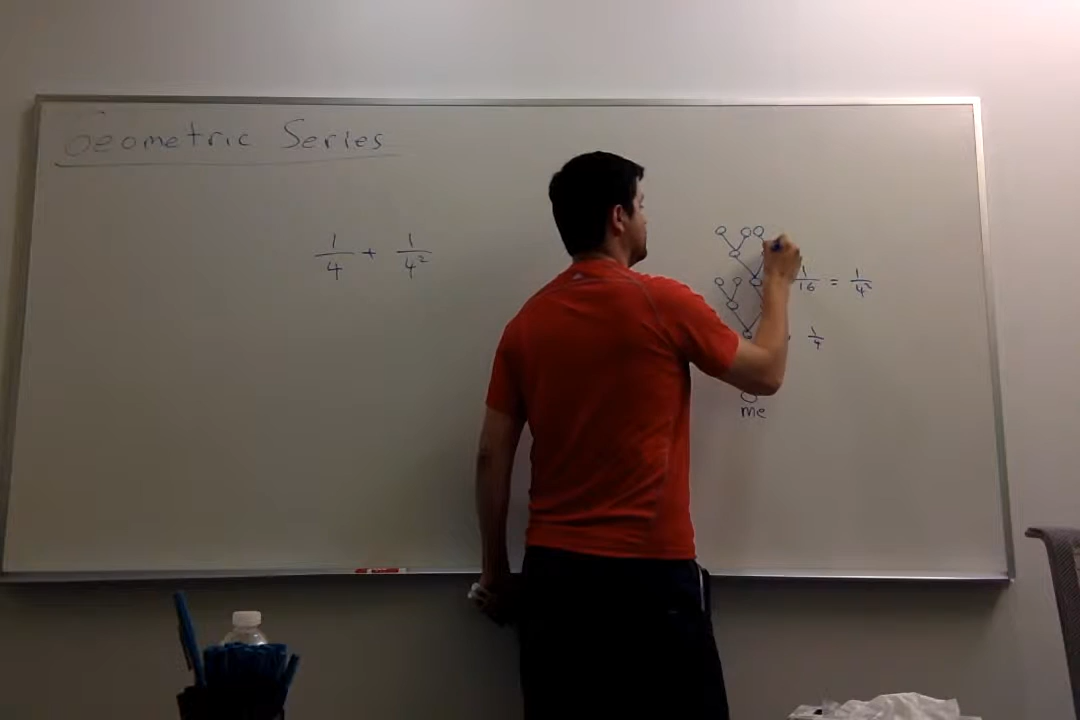 Geometric Series
1/4 + 1/4²
1/16 = 1/4²
1/4
me